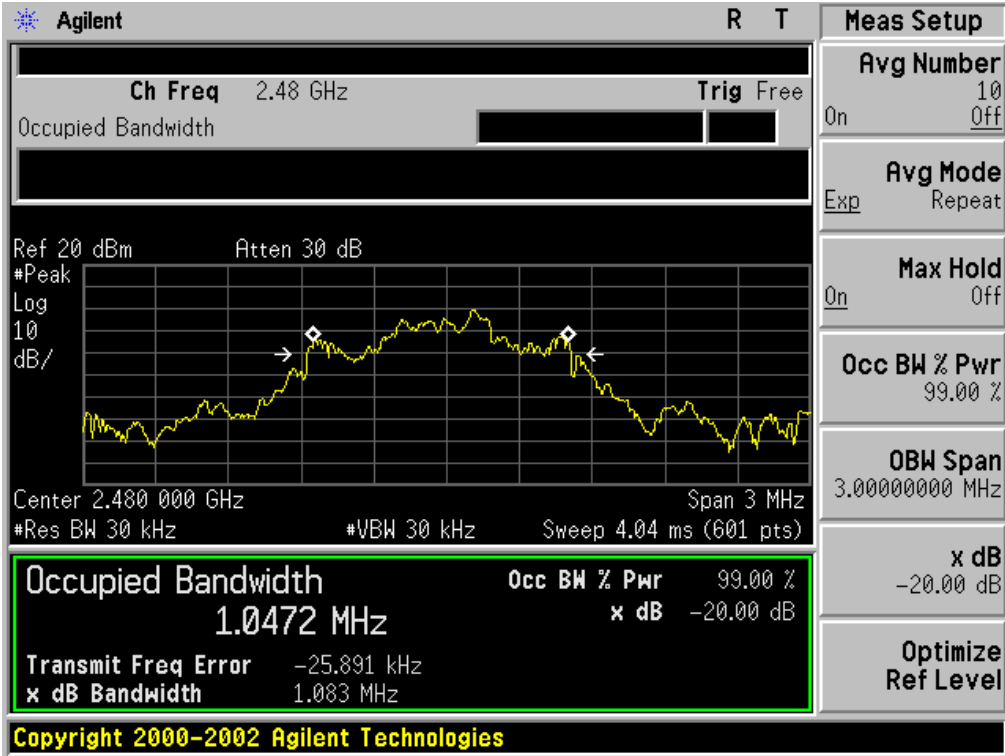 Agilent R T
Ch Freq 2.48 GHz Trig Free
Occupied Bandwidth
Ref 20 dBm Atten 30 dB
#Peak
Log
10
dB/
Center 2.480 000 GHz Span 3 MHz
#Res BW 30 kHz #VBW 30 kHz Sweep 4.04 ms (601 pts)
Occupied Bandwidth Occ BW % Pwr 99.00 %
1.0472 MHz x dB -20.00 dB
Transmit Freq Error -25.891 kHz
x dB Bandwidth 1.083 MHz
Copyright 2000-2002 Agilent Technologies
Meas Setup
Avg Number
10
On Off
Avg Mode
Exp Repeat
Max Hold
On Off
Occ BW % Pwr
99.00 %
OBW Span
3.00000000 MHz
x dB
-20.00 dB
Optimize
Ref Level